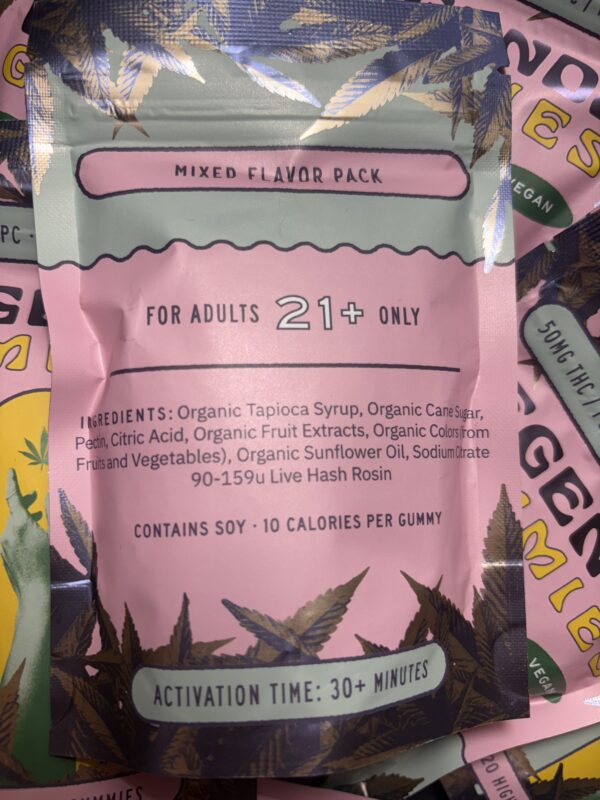 MIXED FLAVOR PACK
FOR ADULTS 21+ ONLY
INGREDIENTS: Organic Tapioca Syrup, Organic Cane Sugar,
Pectin, Citric Acid, Organic Fruit Extracts, Organic Colors (from
Fruits and Vegetables), Organic Sunflower Oil, Sodium Citrate
90-159u Live Hash Rosin
CONTAINS SOY · 10 CALORIES PER GUMMY
ACTIVATION TIME: 30+ MINUTES
VEGAN
50MG THC /
VEGAN